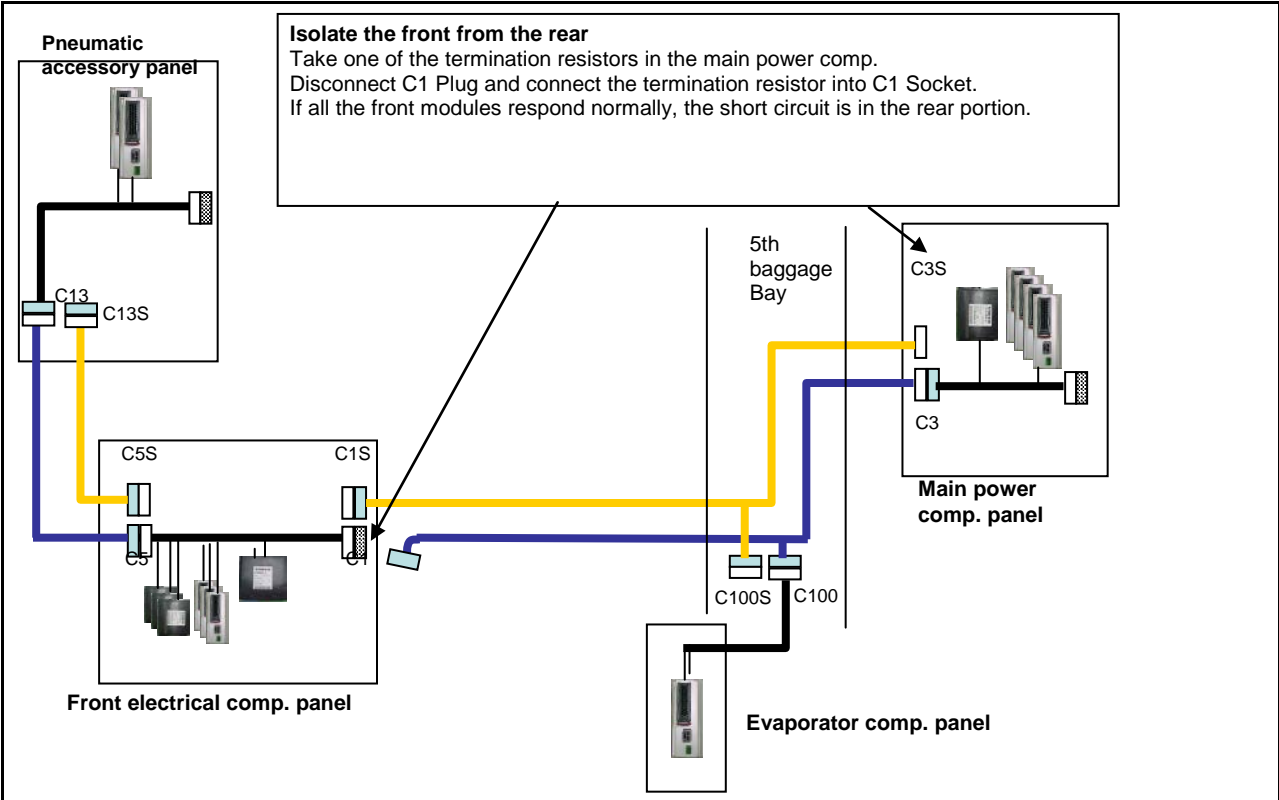 Isolate the front from the rear
Take one of the termination resistors in the main power comp.
Disconnect C1 Plug and connect the termination resistor into C1 Socket.
If all the front modules respond normally, the short circuit is in the rear portion.
Pneumatic
accessory panel
C13
C13S
5th
baggage
Bay
C3S
C3
Main power
comp. panel
C5S
C1S
C5
C1
C100S
C100
Front electrical comp. panel
Evaporator comp. panel